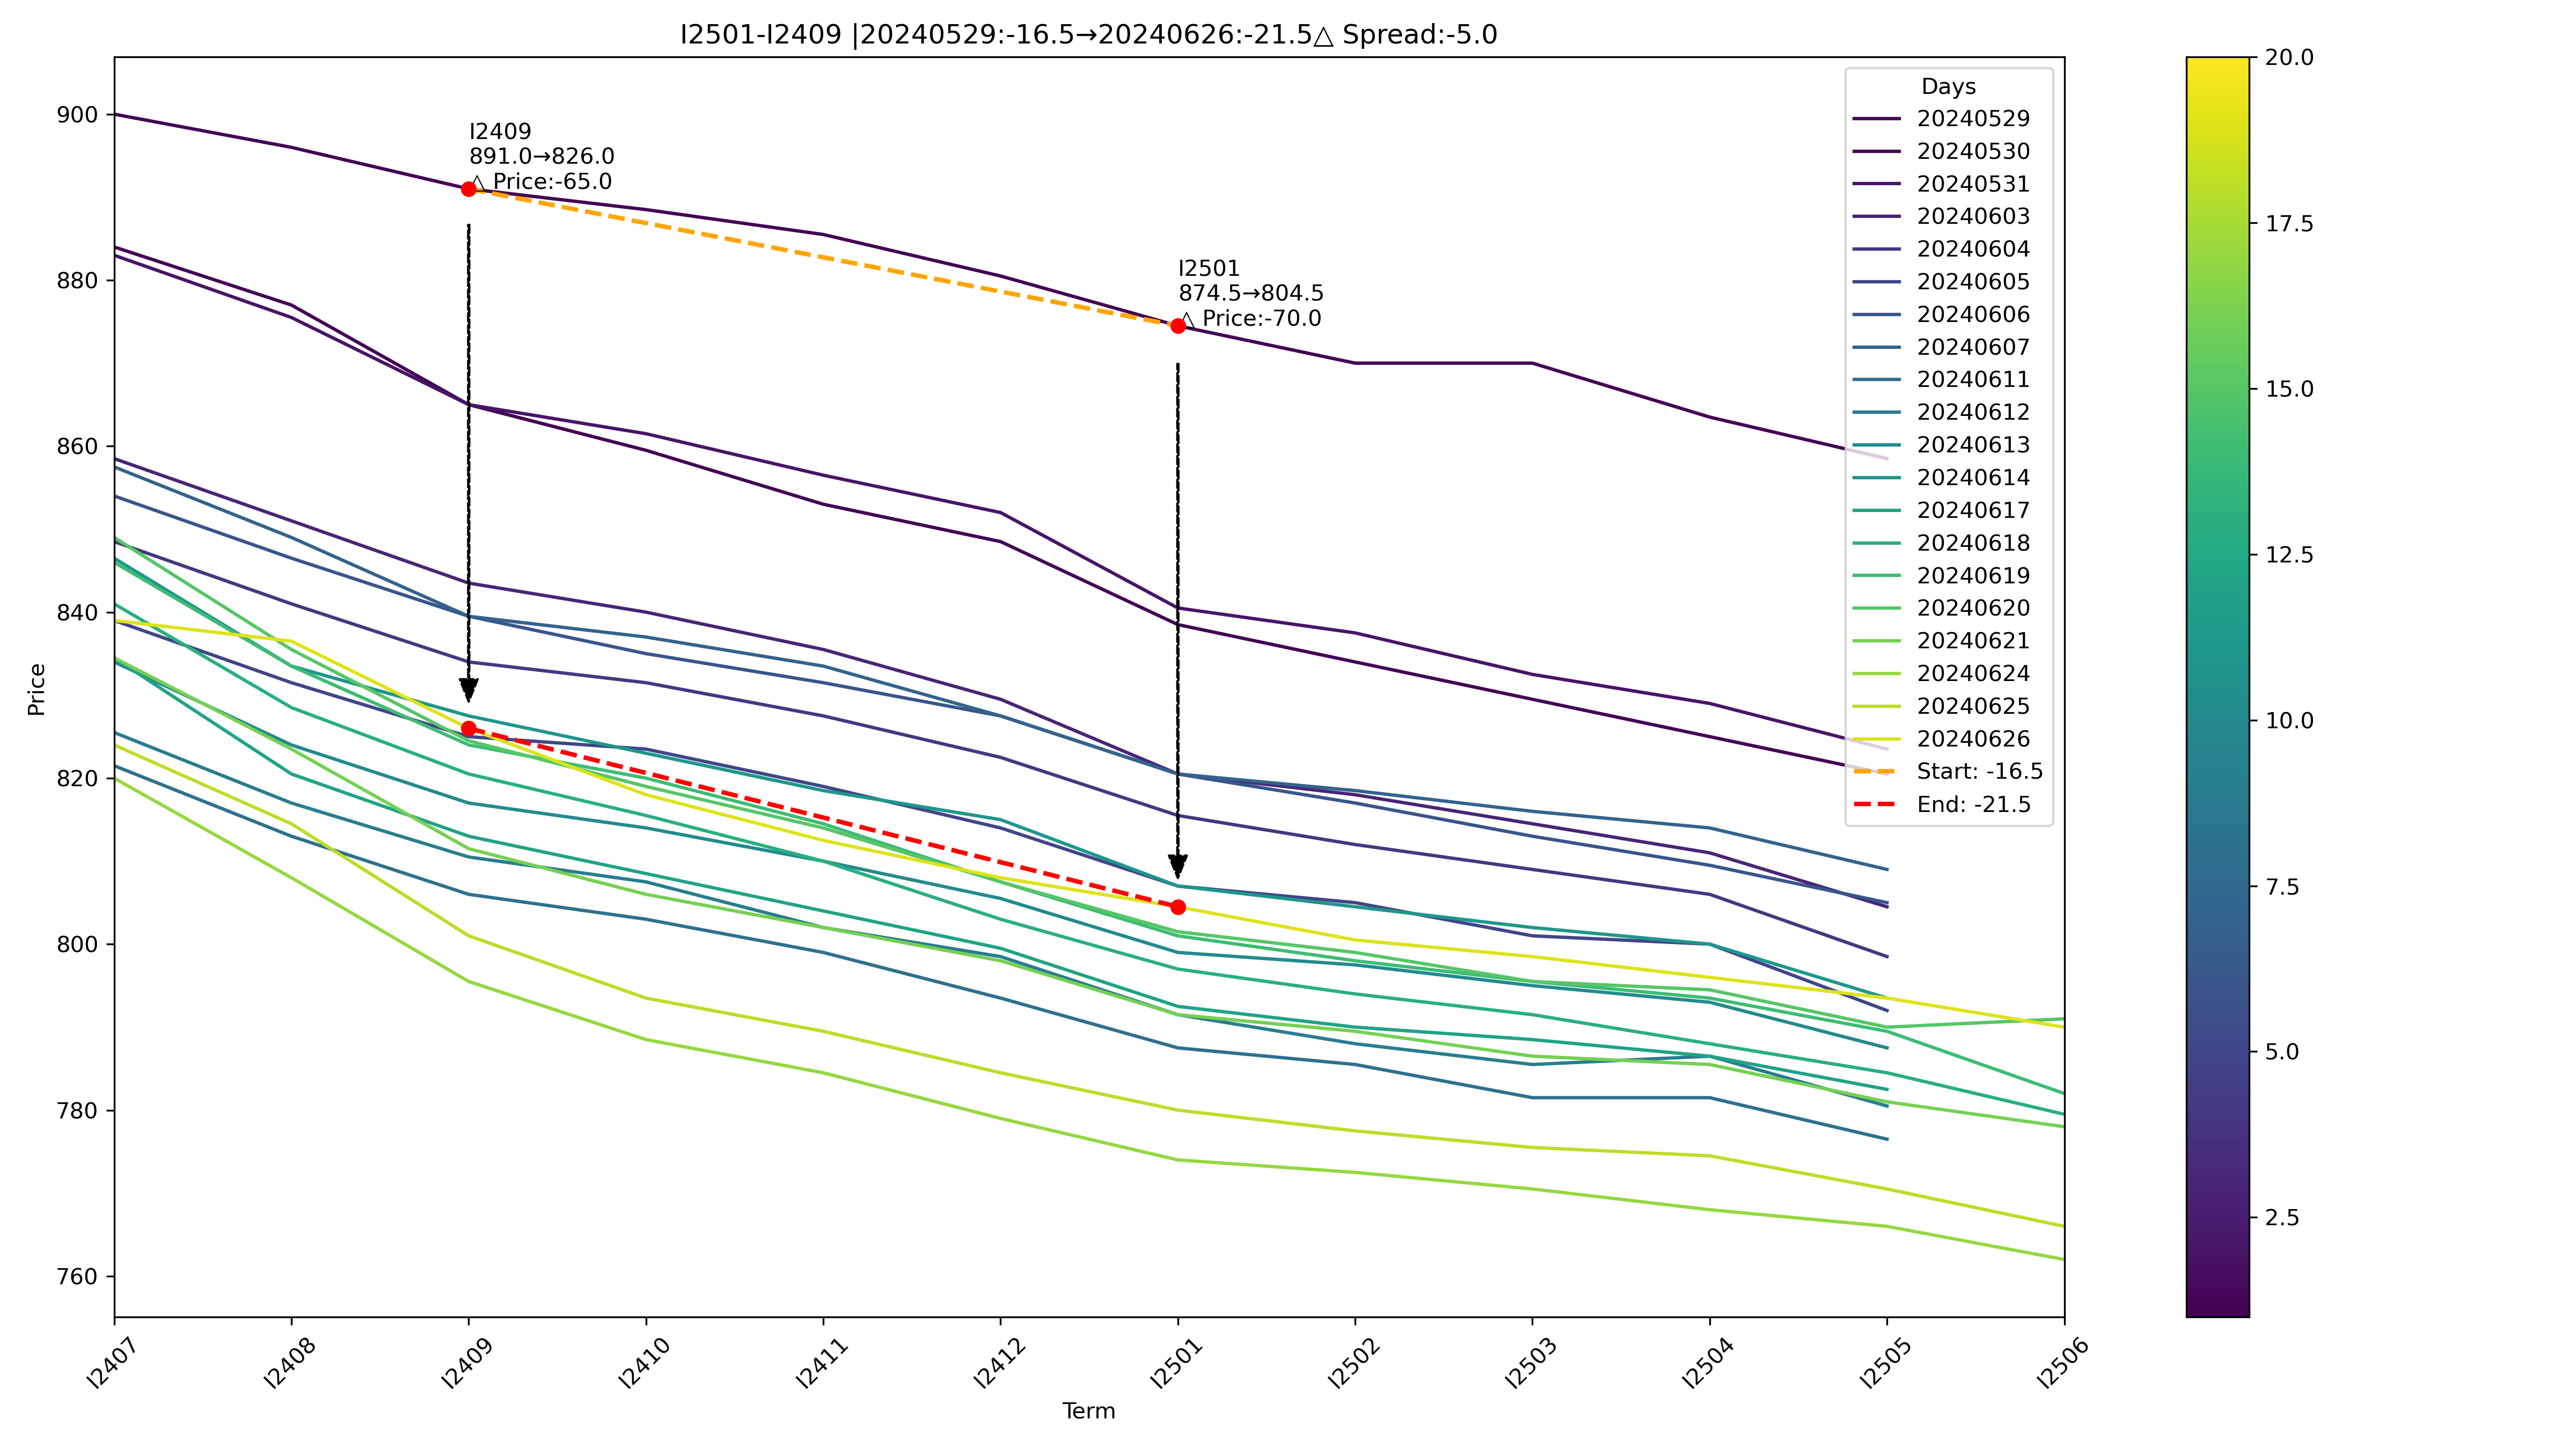 I2501-I2409 |20240529:-16.5→20240626:-21.5△ Spread:-5.0
Price
900
880
860
840
820
800
780
760
I2409
891.0→826.0
△ Price:-65.0
I2501
874.5→804.5
△ Price:-70.0
Days
20240529
20240530
20240531
20240603
20240604
20240605
20240606
20240607
20240611
20240612
20240613
20240614
20240617
20240618
20240619
20240620
20240621
20240624
20240625
20240626
Start: -16.5
End: -21.5
I2407
I2408
I2409
I2410
I2411
I2412
I2501
I2502
I2503
I2504
I2505
I2506
Term
20.0
17.5
15.0
12.5
10.0
7.5
5.0
2.5